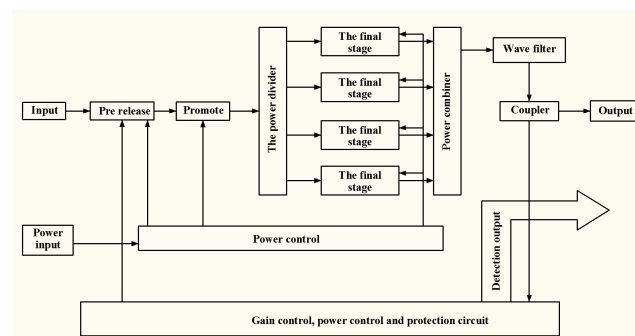 The final
stage
Wave filter
The final
stage
Input
Pre release
Promote
The power divider
Power combiner
Coupler
Output
The final
stage
The final
stage
Power
input
Power control
Detection output
Gain control, power control and protection circuit